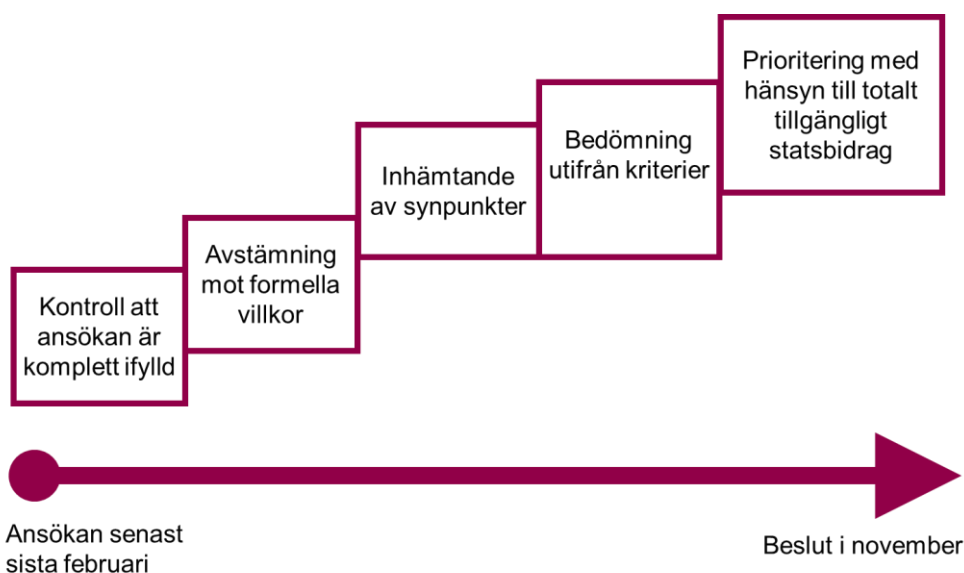 Kontroll att
ansökan är
komplett ifylld
Avstämning
mot formella
villkor
Inhämtande
av synpunkter
Bedömning
utifrån kriterier
Prioritering med
hänsyn till totalt
tillgängligt
statsbidrag
Ansökan senast
sista februari
Beslut i november